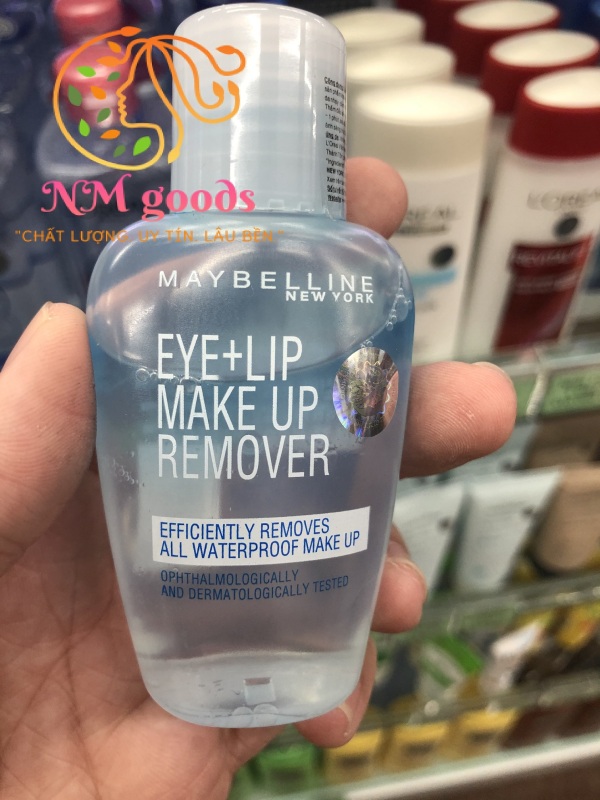 NM goods
"CHẤT LƯỢNG, UY TÍN, LÂU BỀN"
MAYBELLINE
NEW YORK
EYE+LIP
MAKE UP
REMOVER
EFFICIENTLY REMOVES
ALL WATERPROOF MAKE UP
OPHTHALMOLOGICALLY
AND DERMATOLOGICALLY TESTED